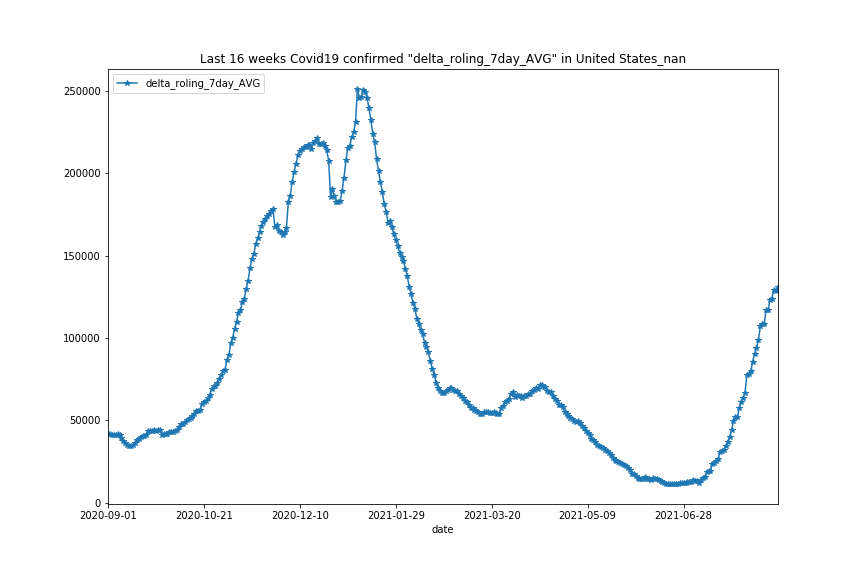 Last 16 weeks Covid19 confirmed "delta_roling_7day_AVG" in United States_nan
delta_roling_7day_AVG
250000
200000
150000
100000
50000
0
2020-09-01 2020-10-21 2020-12-10 2021-01-29 2021-03-20 2021-05-09 2021-06-28
date